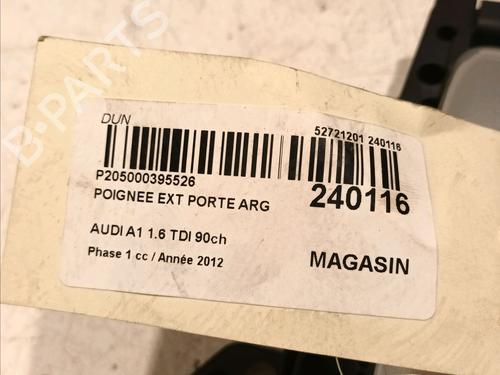 DUN
52721201 240116
P205000395526
POIGNEE EXT PORTE ARG
240116
AUDI A1 1.6 TDI 90ch
Phase 1 cc / Année 2012
MAGASIN
B-PARTS